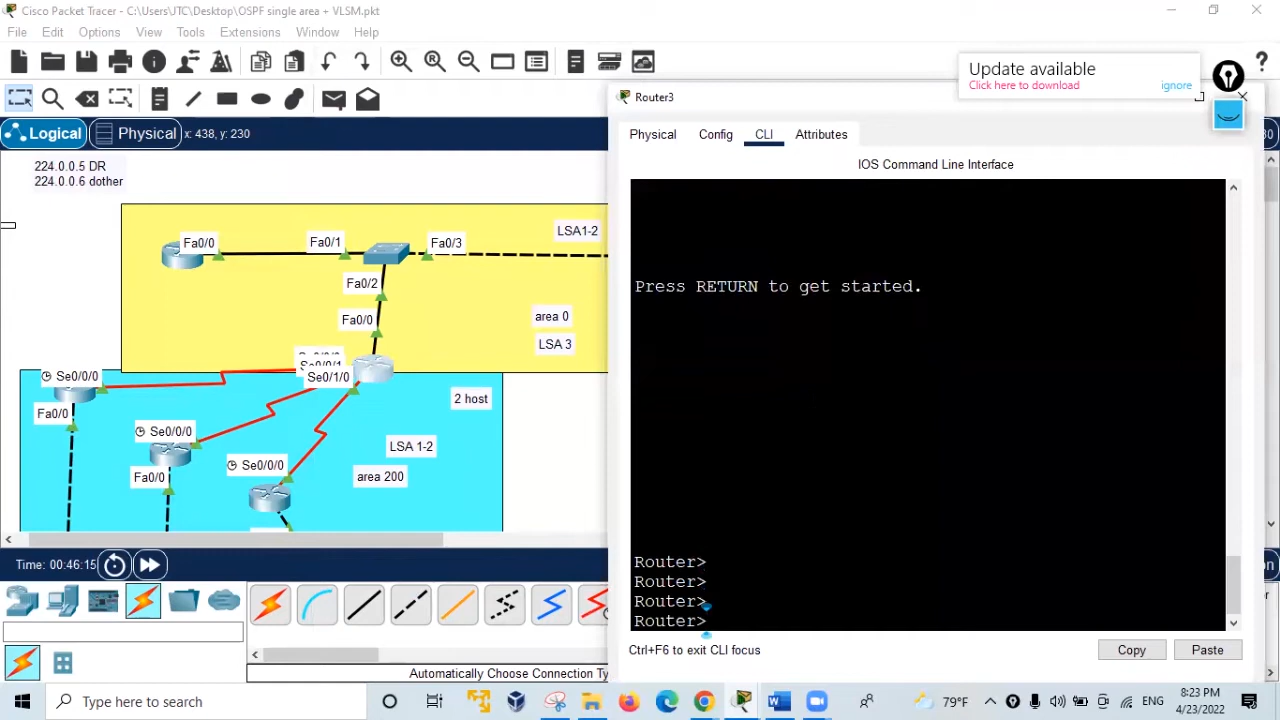 Cisco Packet Tracer - C:\Users\JTC\Desktop\OSPF single area + VLSM.pkt
File Edit Options View Tools Extensions Window Help
Update available
Click here to download ignore
Logical Physical x: 438, y: 230
Router3
Physical Config CLI Attributes
IOS Command Line Interface
224.0.0.5 DR
224.0.0.6 dother
Fa0/0 Fa0/1 Fa0/3 LSA1-2
Fa0/2
Fa0/0 area 0
LSA 3
Se0/0/1
Se0/0/0 Se0/1/0
Fa0/0 2 host
Se0/0/0 LSA 1-2
Fa0/0 Se0/0/0 area 200
Press RETURN to get started.
Router>
Router>
Router>
Router>
Ctrl+F6 to exit CLI focus Copy Paste
Time: 00:46:15
Automatically Choose Connection Ty
Type here to search
79°F ENG 8:23 PM
4/23/2022